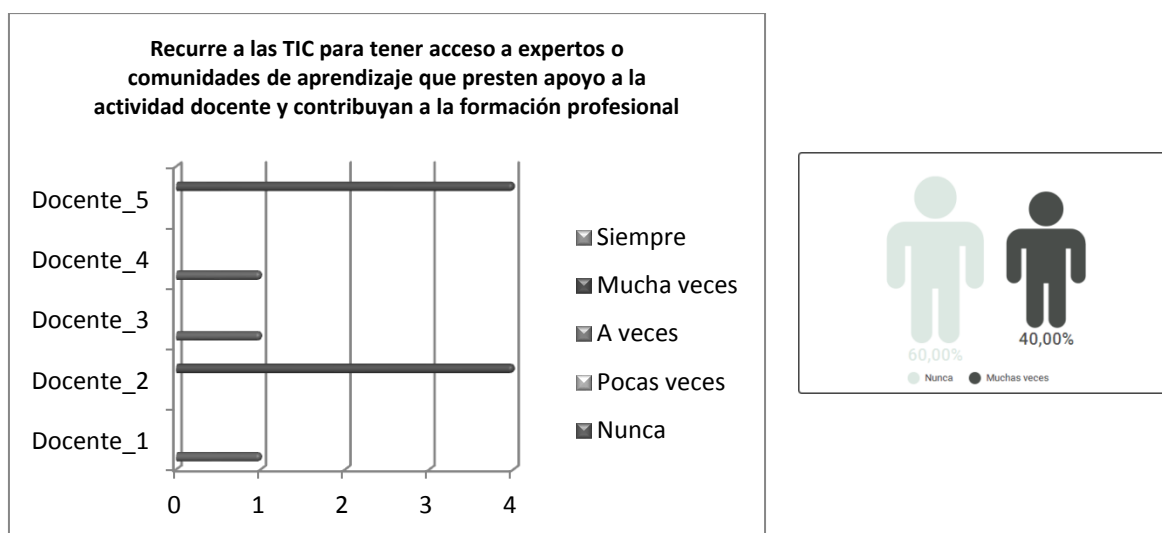 Recurre a las TIC para tener acceso a expertos o
comunidades de aprendizaje que presten apoyo a la
actividad docente y contribuyan a la formación profesional
Docente_5
Docente_4
Docente_3
Docente_2
Docente_1
0 1 2 3 4
Siempre
Mucha veces
A veces
Pocas veces
Nunca
60,00%
40,00%
Nunca Muchas veces